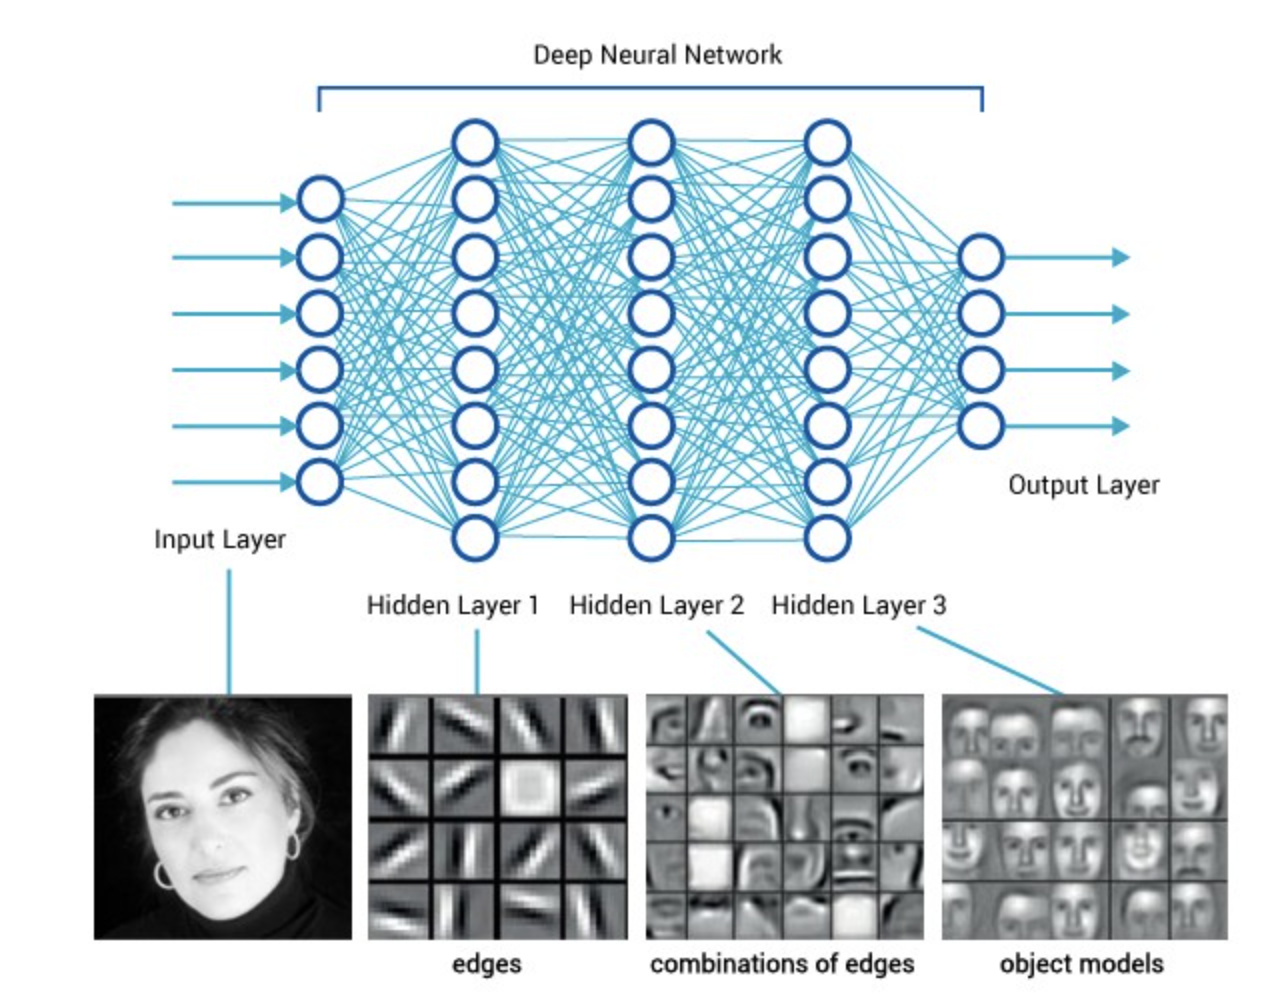 Deep Neural Network
Output Layer
Input Layer
Hidden Layer 1
Hidden Layer 2
Hidden Layer 3
edges
combinations of edges
object models